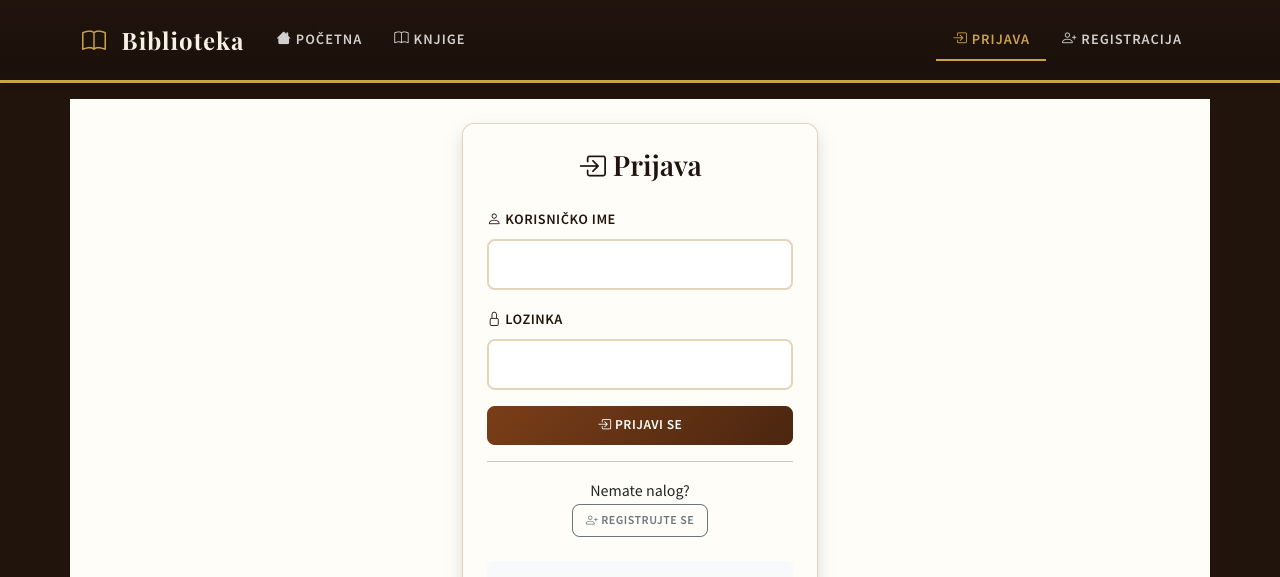 Biblioteka
POČETNA
KNJIGE
PRIJAVA
REGISTRACIJA
Prijava
KORISNIČKO IME
LOZINKA
PRIJAVI SE
Nemate nalog?
REGISTRUJTE SE